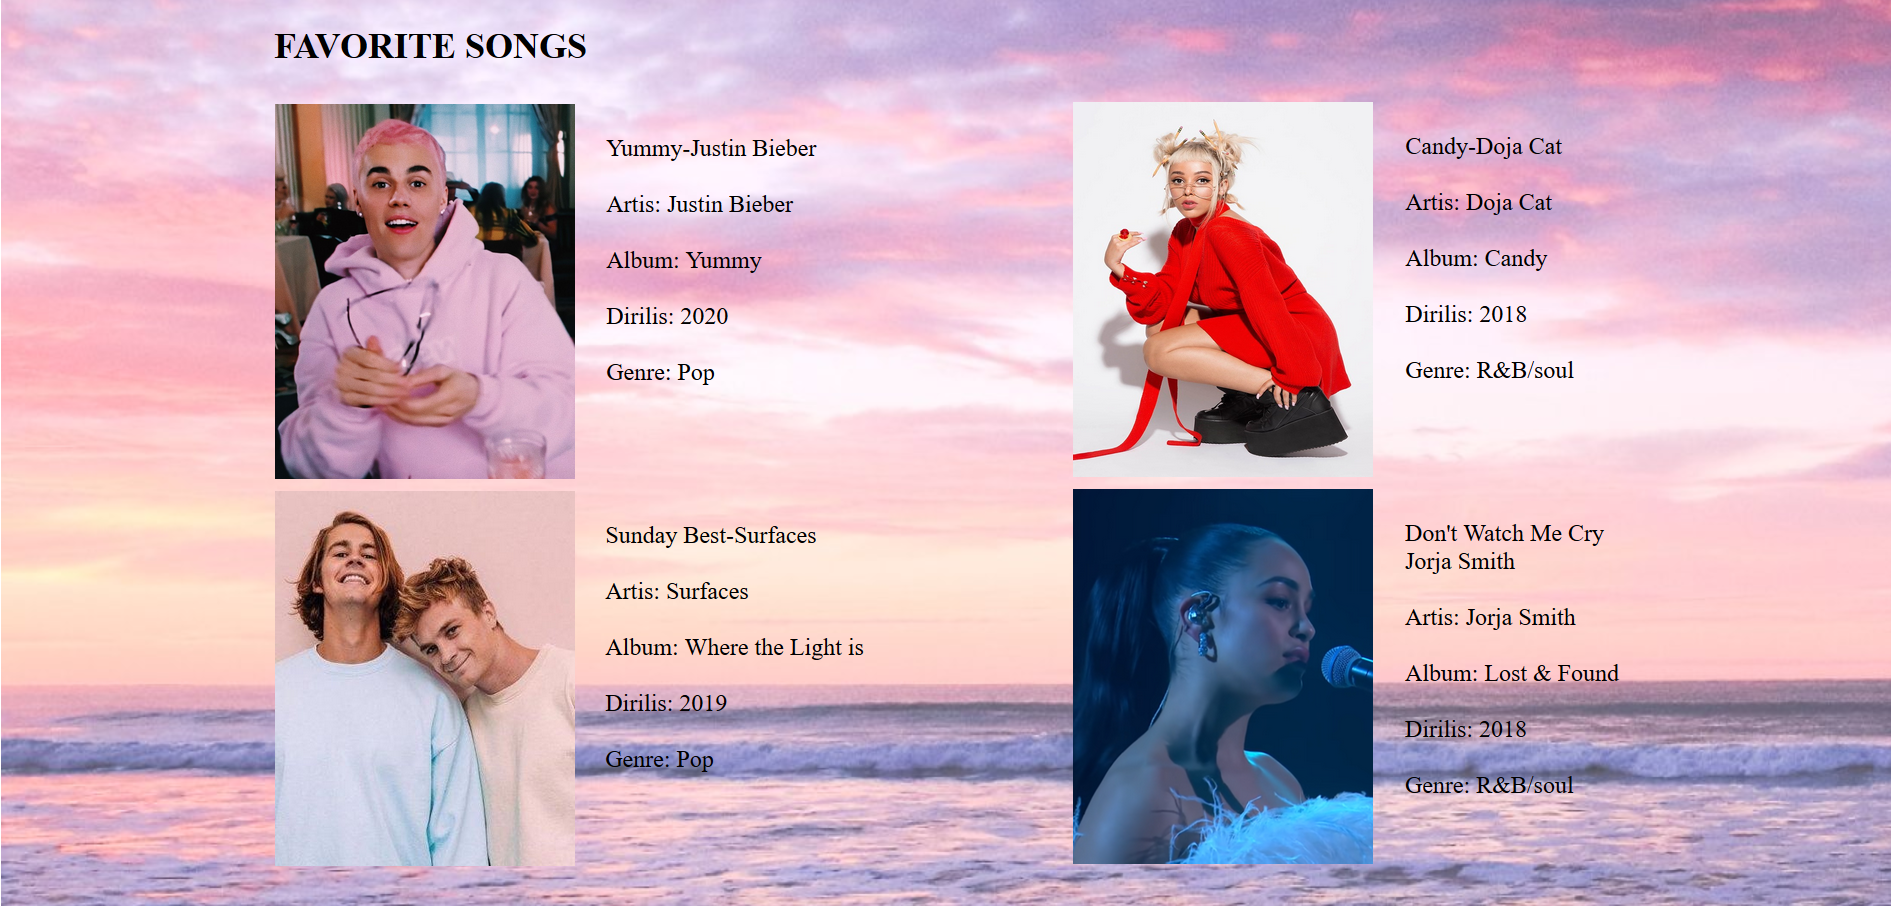 FAVORITE SONGS
Yummy-Justin Bieber
Artis: Justin Bieber
Album: Yummy
Dirilis: 2020
Genre: Pop
Candy-Doja Cat
Artis: Doja Cat
Album: Candy
Dirilis: 2018
Genre: R&B/soul
Sunday Best-Surfaces
Artis: Surfaces
Album: Where the Light is
Dirilis: 2019
Genre: Pop
Don't Watch Me Cry
Jorja Smith
Artis: Jorja Smith
Album: Lost & Found
Dirilis: 2018
Genre: R&B/soul